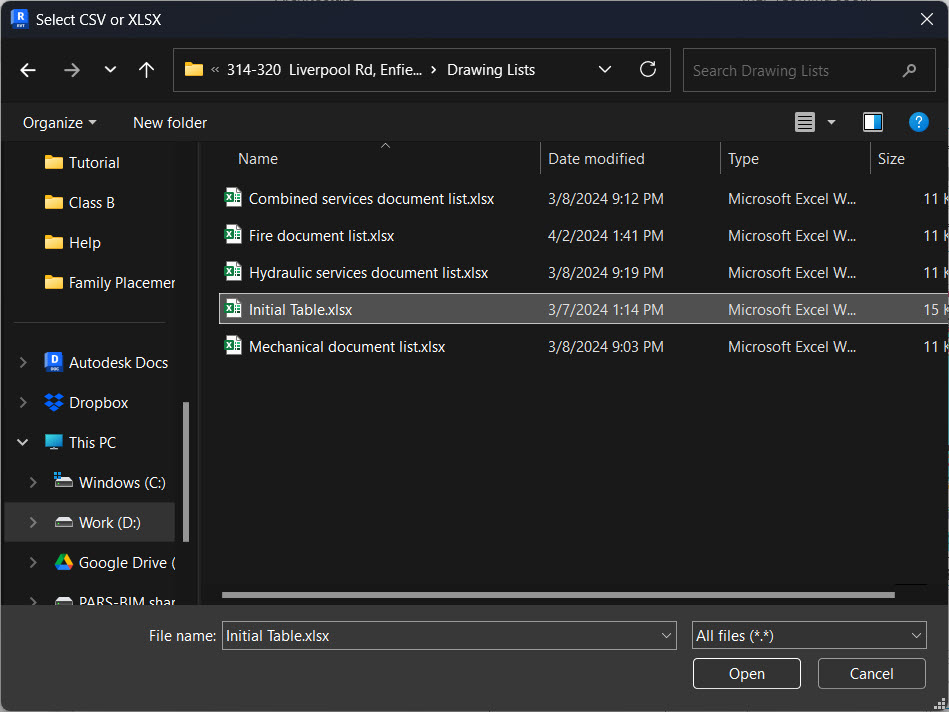 Select CSV or XLSX
« 314-320 Liverpool Rd, Enfie... › Drawing Lists
Search Drawing Lists
Organize
New folder
Name
Date modified
Type
Size
Tutorial
Class B
Help
Family Placemer
Autodesk Docs
Dropbox
This PC
Windows (C:)
Work (D:)
Google Drive (
PARS-BIM shar
Combined services document list.xlsx 3/8/2024 9:12 PM Microsoft Excel W... 11 K
Fire document list.xlsx 4/2/2024 1:41 PM Microsoft Excel W... 11 K
Hydraulic services document list.xlsx 3/8/2024 9:19 PM Microsoft Excel W... 11 K
Initial Table.xlsx 3/7/2024 1:14 PM Microsoft Excel W... 15 K
Mechanical document list.xlsx 3/8/2024 9:03 PM Microsoft Excel W... 11 K
File name: Initial Table.xlsx
All files (*.*)
Open
Cancel